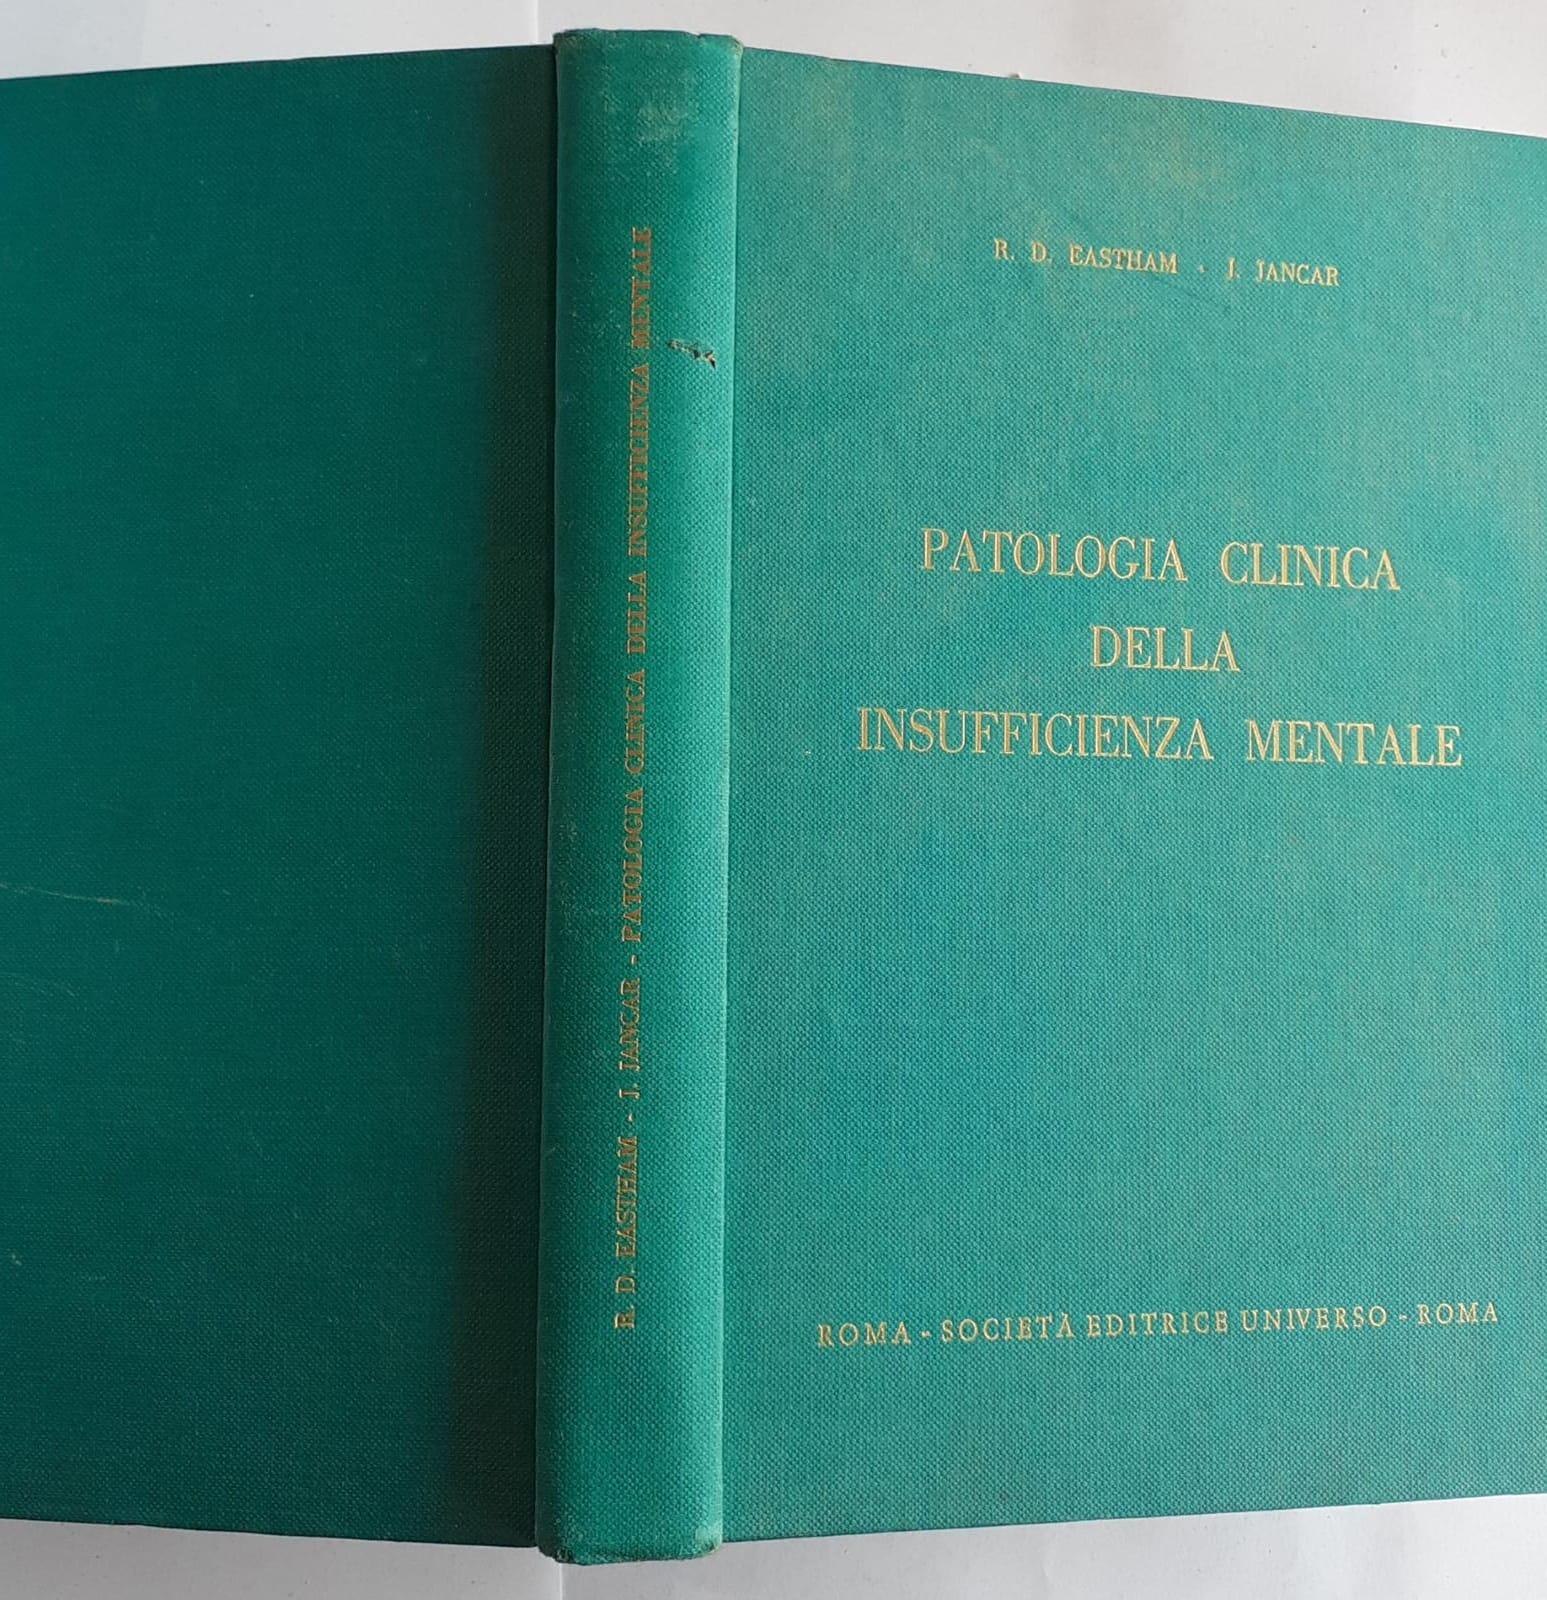 R. D. EASTHAM - J. JANCAR - PATOLOGIA CLINICA DELLA INSUFFICIENZA MENTALE
R. D. EASTHAM - J. JANCAR
PATOLOGIA CLINICA
DELLA
INSUFFICIENZA MENTALE
ROMA - SOCIETÀ EDITRICE UNIVERSO - ROMA